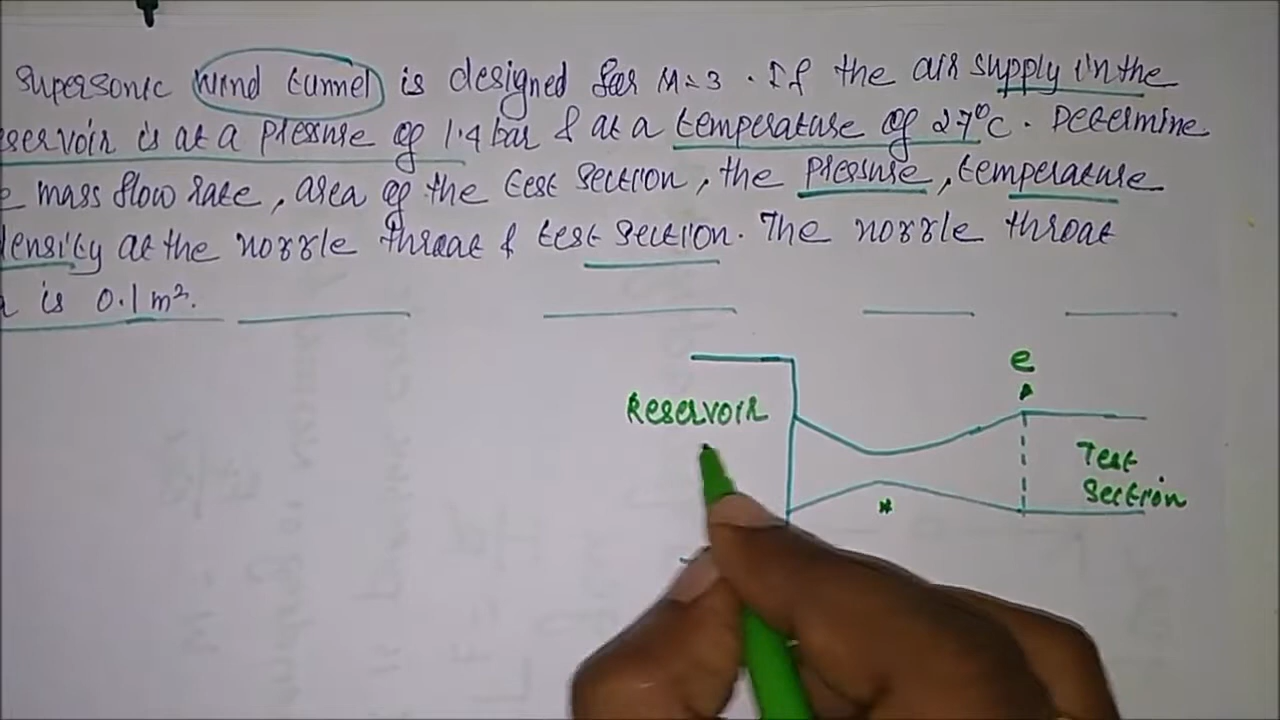 supersonic wind tunnel is designed for M=3. If the air supply in the
servoir is at a pressure of 1.4 bar & at a temperature of 27°C. Determine
e mass flow rate, area of the test section, the pressure, temperature
density at the nozzle throat & test section. The nozzle throat
a is 0.1 m².
e
Reservoir
Test
Section
*